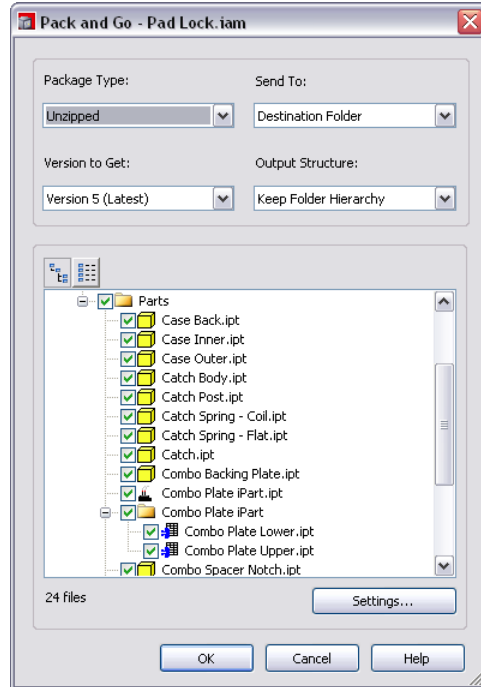 Pack and Go - Pad Lock.iam
Package Type:
Send To:
Unzipped
Destination Folder
Version to Get:
Output Structure:
Version 5 (Latest)
Keep Folder Hierarchy
Parts
Case Back.ipt
Case Inner.ipt
Case Outer.ipt
Catch Body.ipt
Catch Post.ipt
Catch Spring - Coil.ipt
Catch Spring - Flat.ipt
Catch.ipt
Combo Backing Plate.ipt
Combo Plate iPart.ipt
Combo Plate iPart
Combo Plate Lower.ipt
Combo Plate Upper.ipt
Combo Spacer Notch.ipt
24 files
Settings...
OK
Cancel
Help